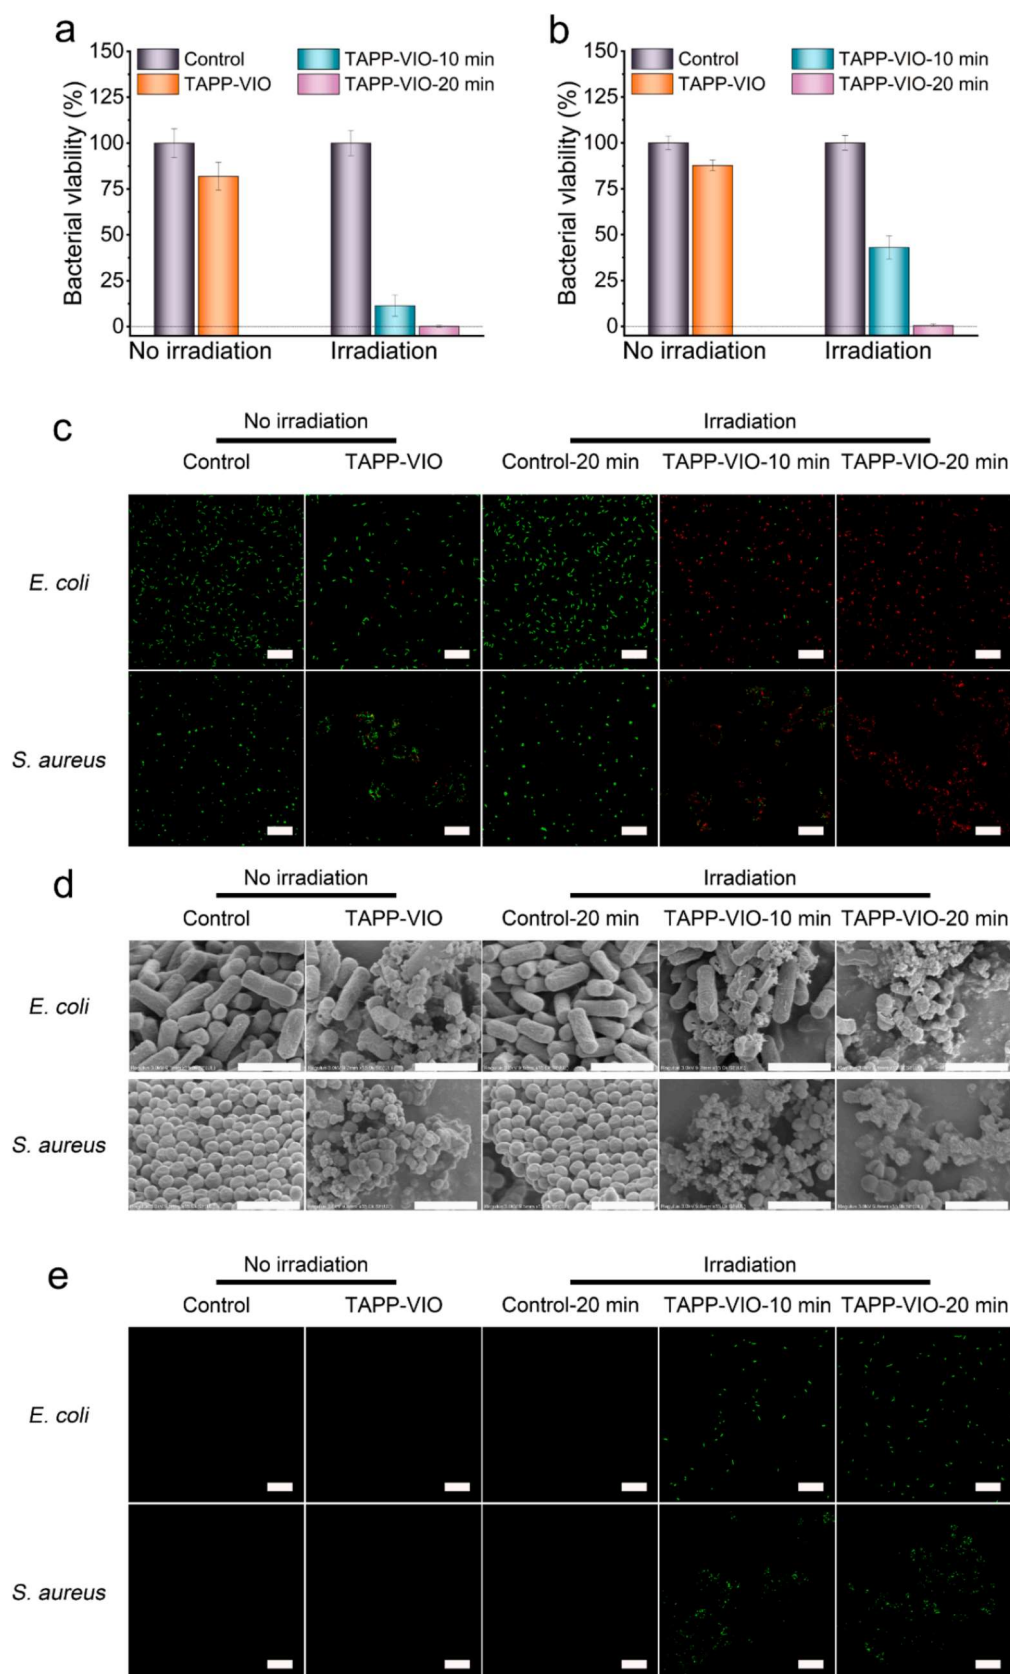 a
150
125
100
75
50
25
0
Bacterial vlability (%)
Control
TAPP-VIO-10 min
TAPP-VIO
TAPP-VIO-20 min
No irradiation
Irradiation
b
150
125
100
75
50
25
0
Bacterial vlability (%)
Control
TAPP-VIO-10 min
TAPP-VIO
TAPP-VIO-20 min
No irradiation
Irradiation
c
No irradiation
Irradiation
Control
TAPP-VIO
Control-20 min
TAPP-VIO-10 min
TAPP-VIO-20 min
E. coli
S. aureus
d
No irradiation
Irradiation
Control
TAPP-VIO
Control-20 min
TAPP-VIO-10 min
TAPP-VIO-20 min
E. coli
S. aureus
e
No irradiation
Irradiation
Control
TAPP-VIO
Control-20 min
TAPP-VIO-10 min
TAPP-VIO-20 min
E. coli
S. aureus